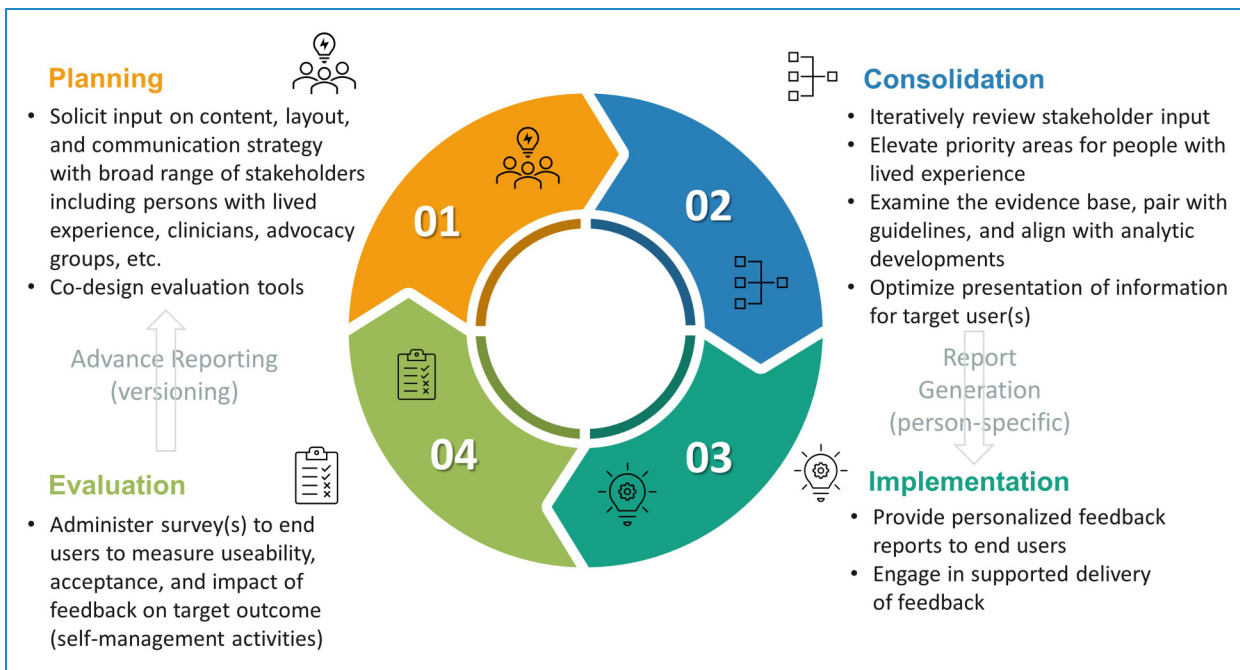 Planning
• Solicit input on content, layout,
and communication strategy
with broad range of stakeholders
including persons with lived
experience, clinicians, advocacy
groups, etc.
• Co-design evaluation tools
Advance Reporting
(versioning)
Evaluation
• Administer survey(s) to end
users to measure useability,
acceptance, and impact of
feedback on target outcome
(self-management activities)
01
02
03
04
Consolidation
• Iteratively review stakeholder input
• Elevate priority areas for people with
lived experience
• Examine the evidence base, pair with
guidelines, and align with analytic
developments
• Optimize presentation of information
for target user(s)
Report
Generation
(person-specific)
Implementation
• Provide personalized feedback
reports to end users
• Engage in supported delivery
of feedback